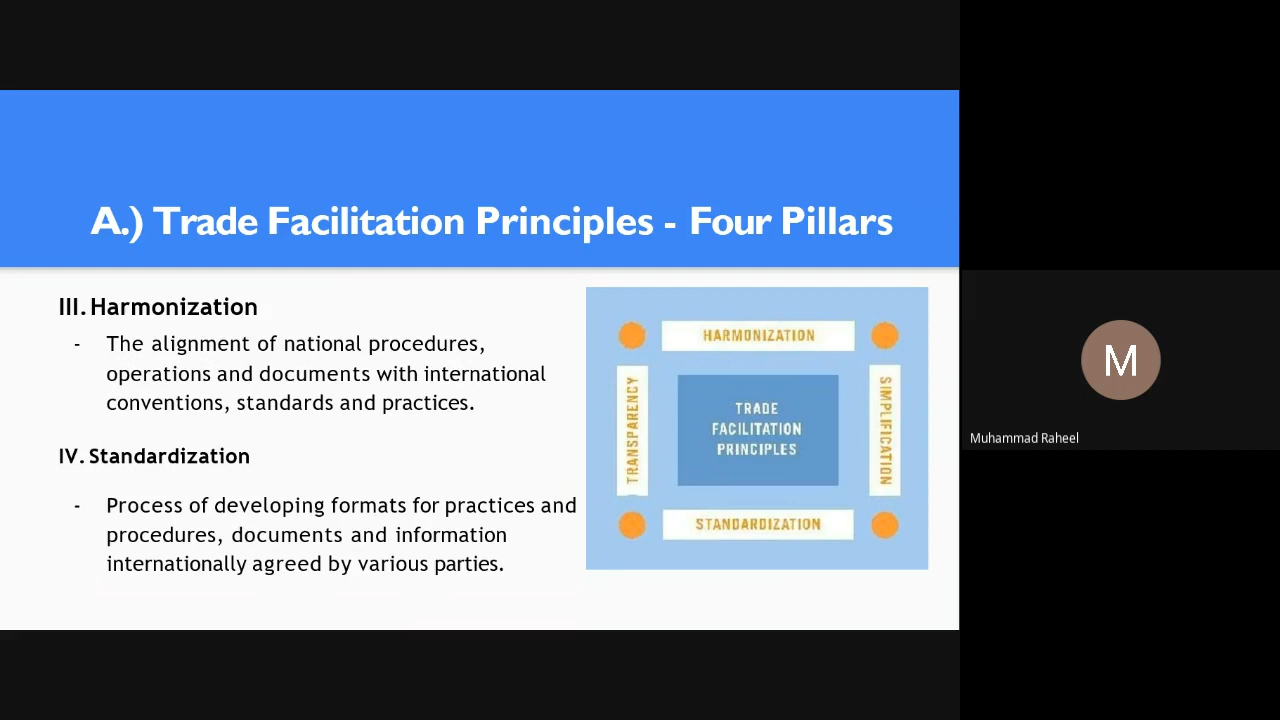 A.) Trade Facilitation Principles - Four Pillars
III. Harmonization
- The alignment of national procedures,
operations and documents with international
conventions, standards and practices.
IV. Standardization
- Process of developing formats for practices and
procedures, documents and information
internationally agreed by various parties.
HARMONIZATION
TRANSPARENCY
TRADE
FACILITATION
PRINCIPLES
SIMPLIFICATION
STANDARDIZATION
M
Muhammad Raheel